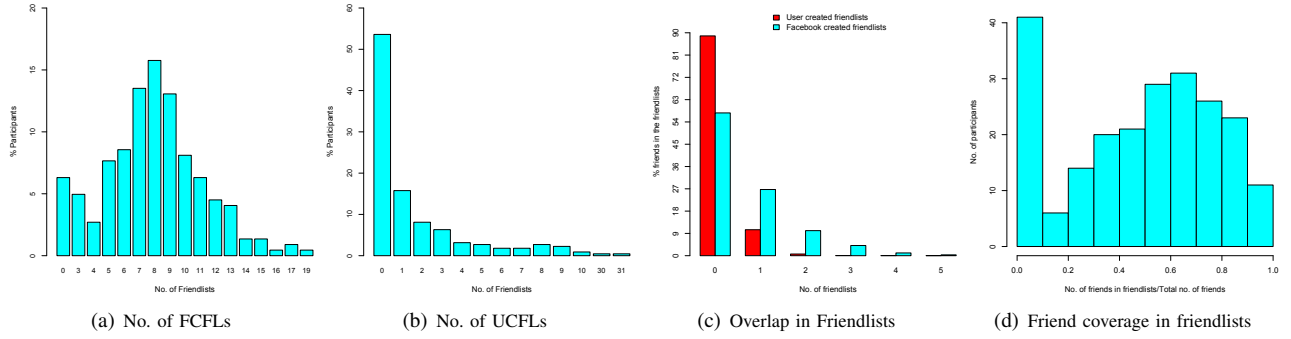 20
15
10
5
0
% Participants
0 3 4 5 6 7 8 9 10 11 12 13 14 15 16 17 19
No. of Friendlists
(a) No. of FCFLs
60
50
40
30
20
10
0
% Participants
0 1 2 3 4 5 6 7 8 9 10 30 31
No. of Friendlists
(b) No. of UCFLs
User created friendlists
Facebook created friendlists
90
81
72
63
54
45
36
27
18
9
0
% friends in the friendlists
0 1 2 3 4 5
No. of friendlists
(c) Overlap in Friendlists
40
30
20
10
0
No. of participants
0.0 0.2 0.4 0.6 0.8 1.0
No. of friends in friendlists/Total no. of friends
(d) Friend coverage in friendlists